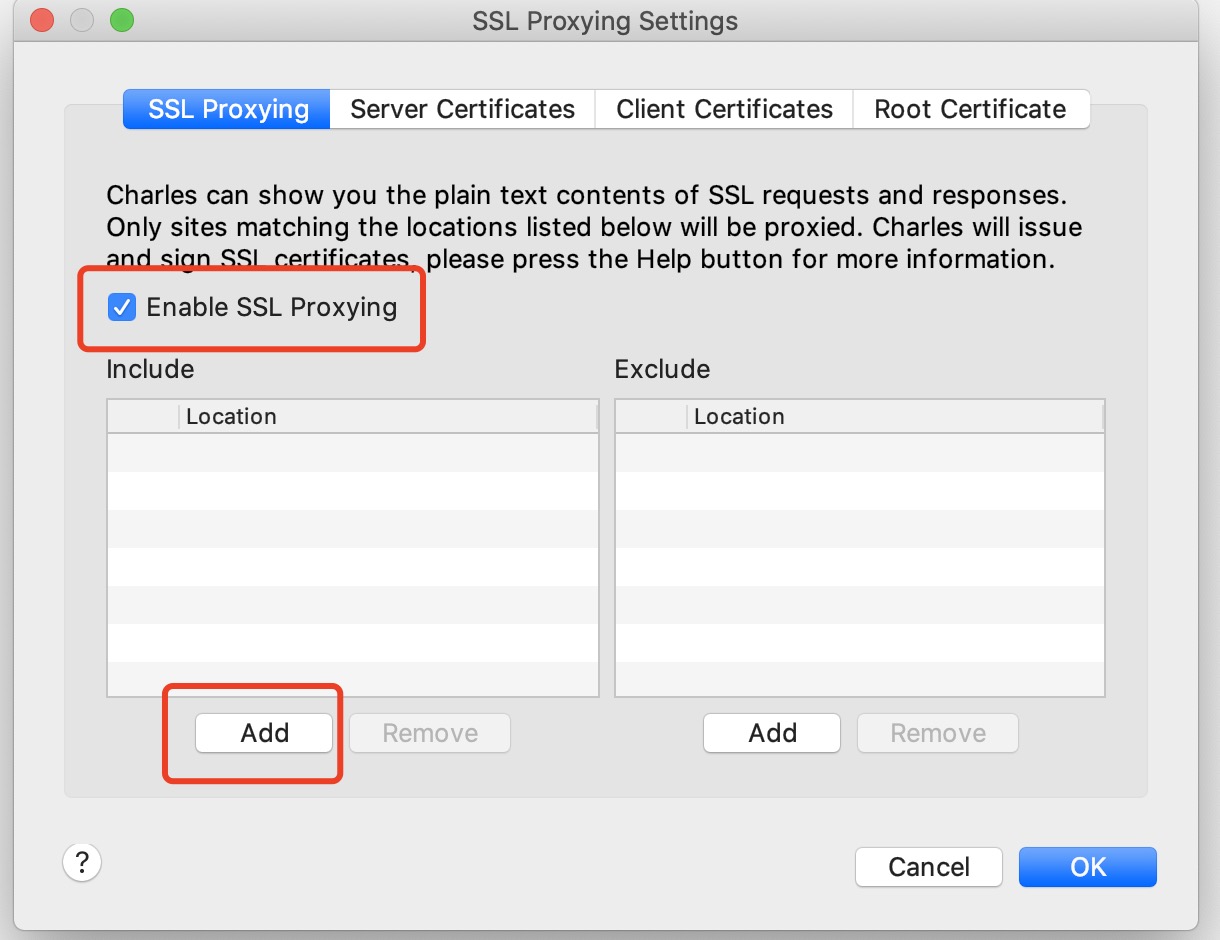 SSL Proxying Settings
SSL Proxying Server Certificates Client Certificates Root Certificate
Charles can show you the plain text contents of SSL requests and responses.
Only sites matching the locations listed below will be proxied. Charles will issue
and sign SSL certificates, please press the Help button for more information.
Enable SSL Proxying
Include Exclude
Location Location
Add Remove Add Remove
? Cancel OK